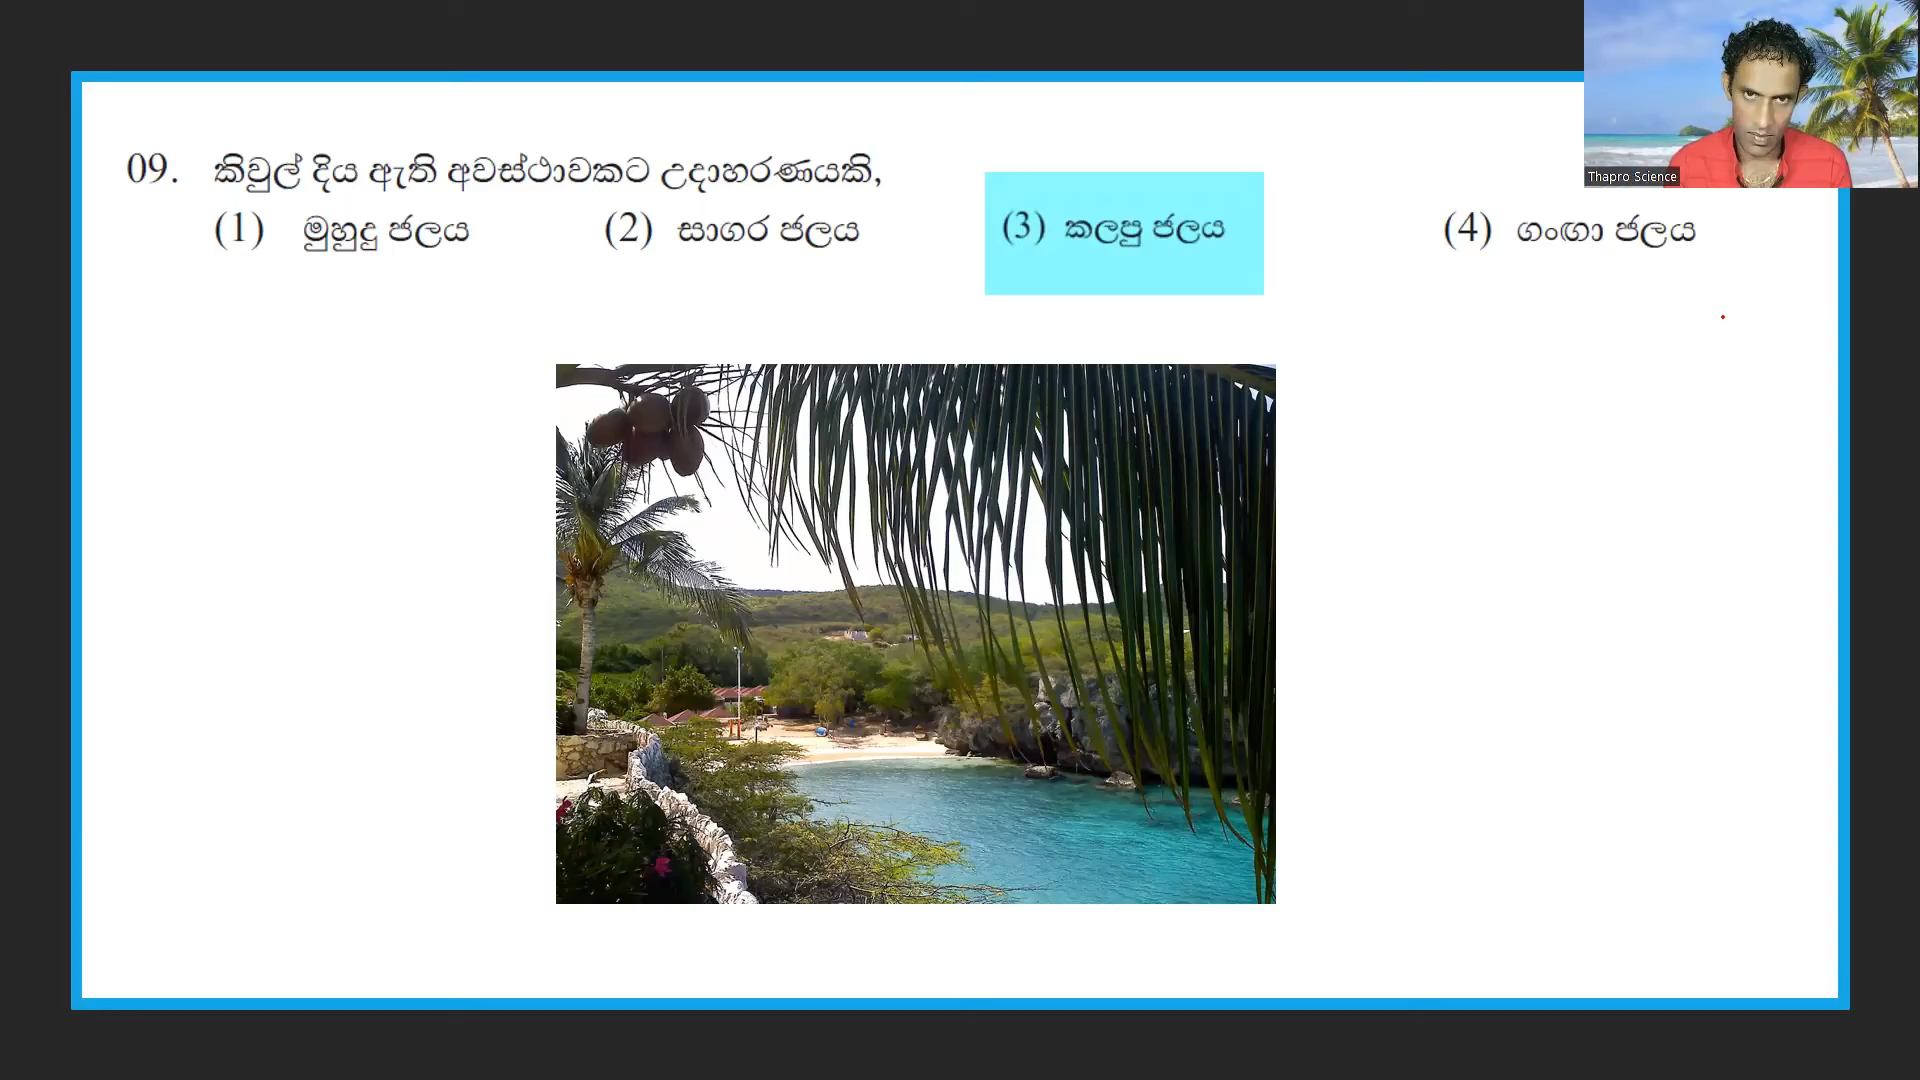 09. කිවුල් දිය ඇති අවස්ථාවකට උදාහරණයකි,
(1) මුහුදු ජලය (2) සාගර ජලය (3) කලපු ජලය (4) ගංඟා ජලය
Thapro Science